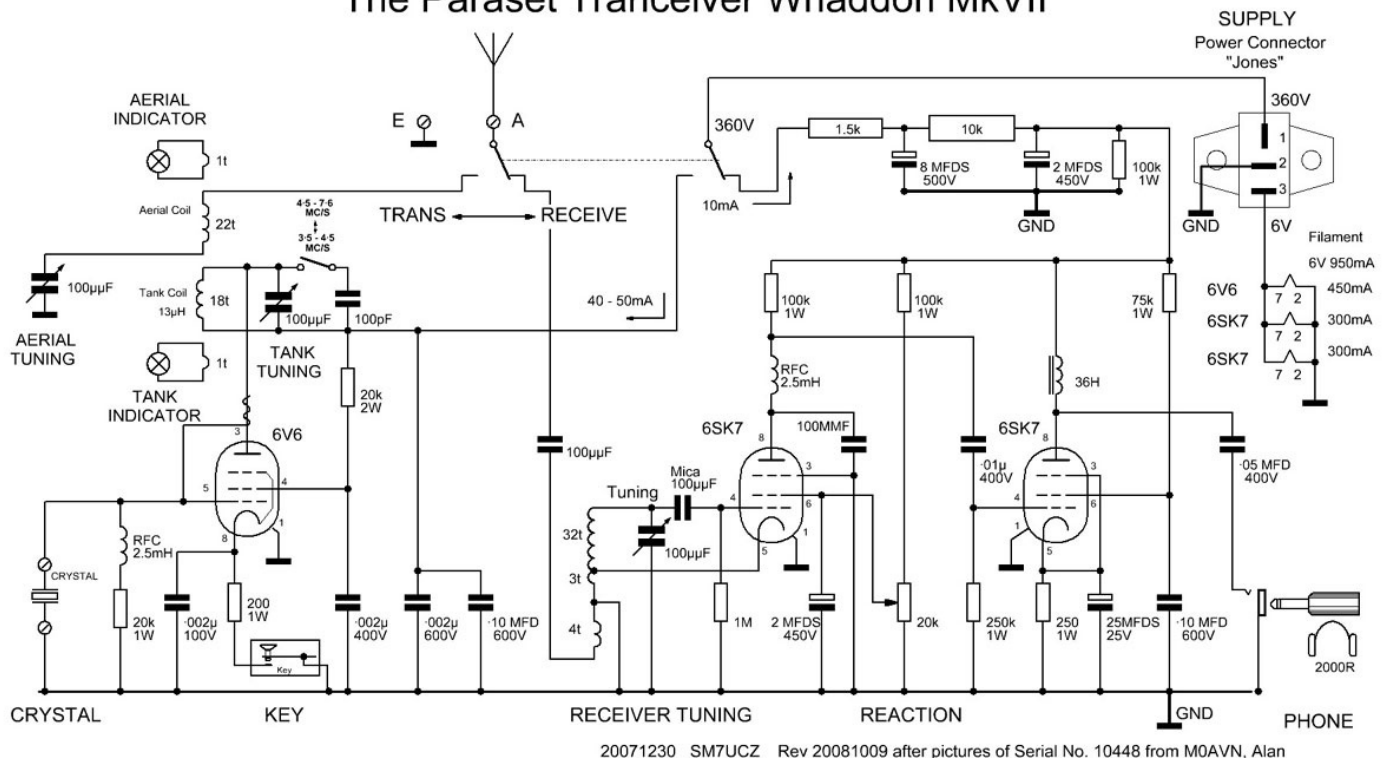 The Paraset Tranceiver Whaddon MkVII
SUPPLY
Power Connector
"Jones"
360V
1
2
3
GND
6V
Filament
6V 950mA
450mA
6V6
7 2
300mA
6SK7
7 2
300mA
6SK7
7 2
AERIAL
INDICATOR
1t
E
A
360V
1.5k
10k
8 MFDS
500V
2 MFDS
450V
100k
1W
10mA
GND
TRANS
RECEIVE
Aerial Coil
22t
4·5 - 7·6
MC/S
3·5 - 4·5
MC/S
100µµF
AERIAL
TUNING
Tank Coil
13µH
18t
100µµF
100pF
TANK
TUNING
40 - 50mA
1t
TANK
INDICATOR
20k
2W
100k
1W
100k
1W
75k
1W
RFC
2.5mH
36H
3
6V6
5
4
1
8
100µµF
6SK7
8
100MMF
3
4
6
1
5
Tuning
Mica
100µµF
32t
100µµF
3t
4t
·01µ
400V
6SK7
8
3
4
6
1
5
·05 MFD
400V
RFC
2.5mH
CRYSTAL
20k
1W
·002µ
100V
200
1W
Key
·002µ
400V
·002µ
600V
·10 MFD
600V
1M
2 MFDS
450V
20k
250k
1W
250
1W
25MFDS
25V
·10 MFD
600V
2000R
CRYSTAL
KEY
RECEIVER TUNING
REACTION
GND
PHONE
20071230 SM7UCZ Rev 20081009 after pictures of Serial No. 10448 from M0AVN, Alan